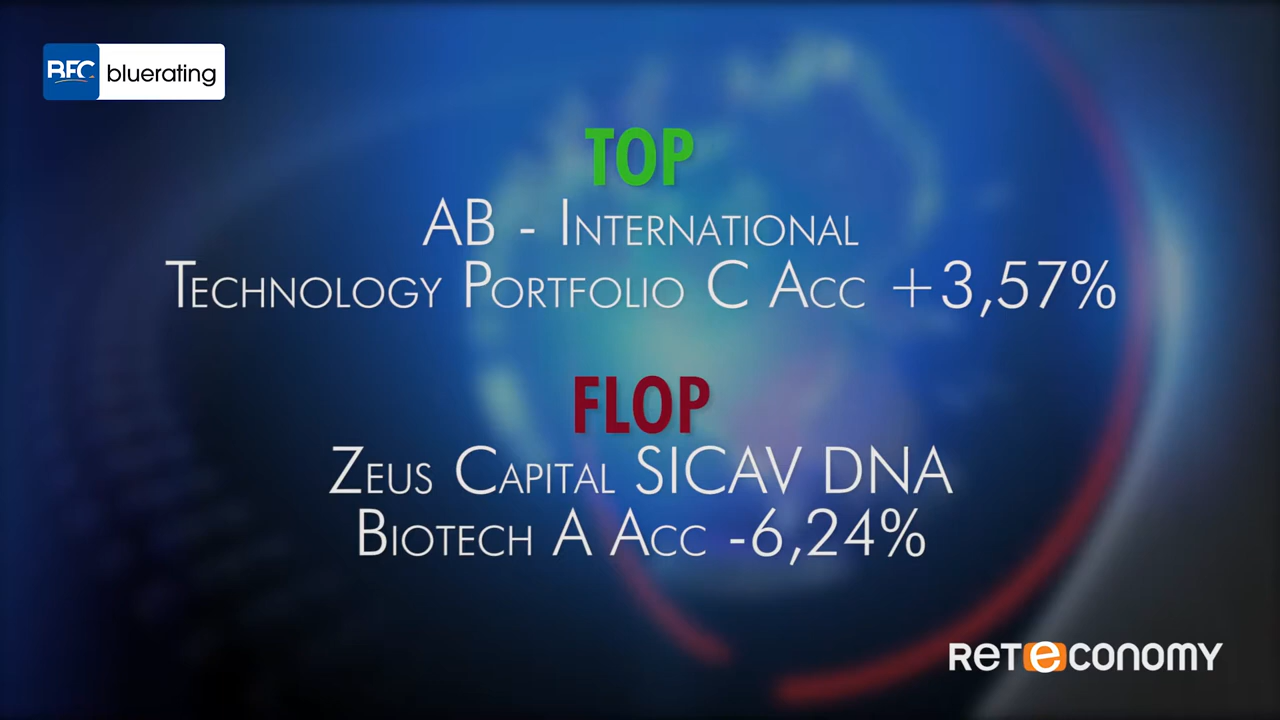 BFC bluerating
TOP
AB - International
Technology Portfolio C Acc +3,57%
FLOP
Zeus Capital SICAV DNA
Biotech A Acc -6,24%
RETeCONOMY